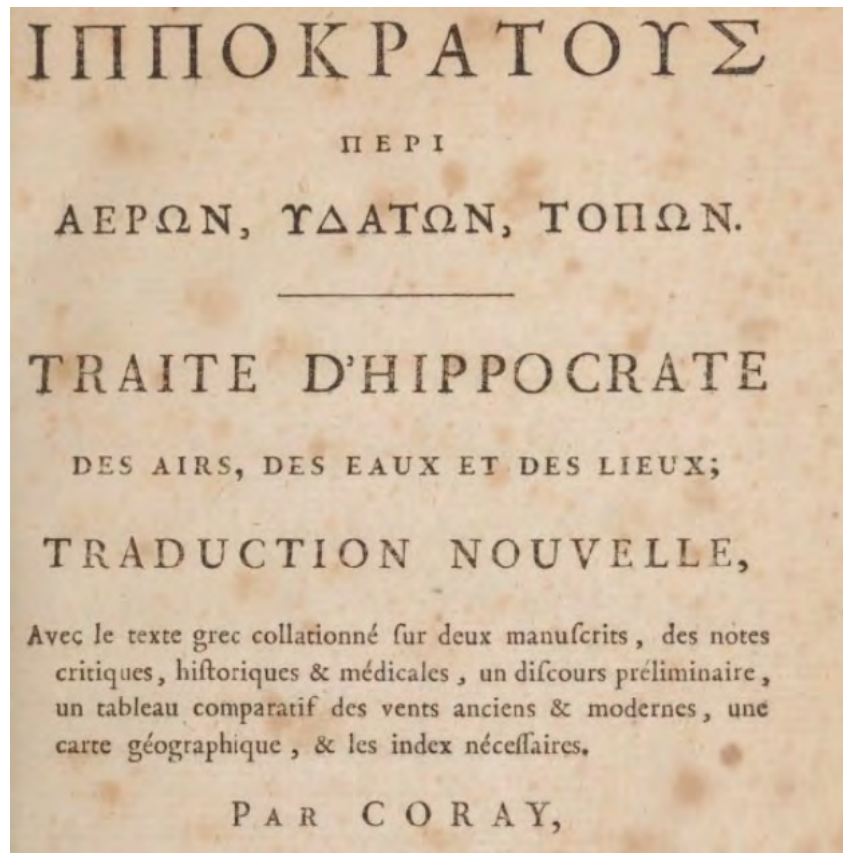 ΙΠΠΟΚΡΑΤΟΥΣ
ΠΕΡΙ
ΑΕΡΩΝ, ΥΔΑΤΩΝ, ΤΟΠΩΝ.
TRAITE D'HIPPOCRATE
DES AIRS, DES EAUX ET DES LIEUX;
TRADUCTION NOUVELLE,
Avec le texte grec collationné ſur deux manuſcrits, des notes
critiques, hiſtoriques & médicales, un diſcours préliminaire,
un tableau comparatif des vents anciens & modernes, une
carte géographique, & les index néceſſaires.
PAR CORAY,